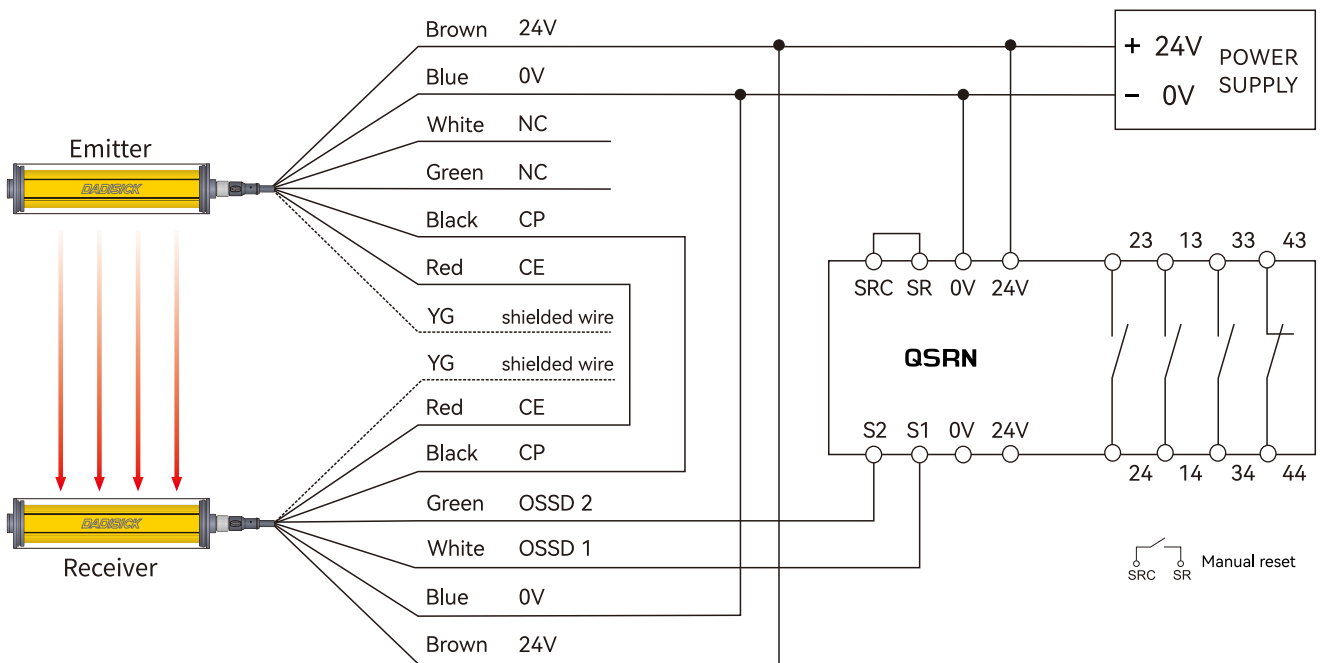 Brown 24V
Blue 0V
White NC
Green NC
Black CP
Red CE
YG shielded wire
YG shielded wire
Red CE
Black CP
Green OSSD 2
White OSSD 1
Blue 0V
Brown 24V
Emitter
DADISICK
DADISICK
Receiver
+ 24V
- 0V
POWER
SUPPLY
23 13 33 43
SRC SR 0V 24V
QSRN
S2 S1 0V 24V
24 14 34 44
SRC SR Manual reset